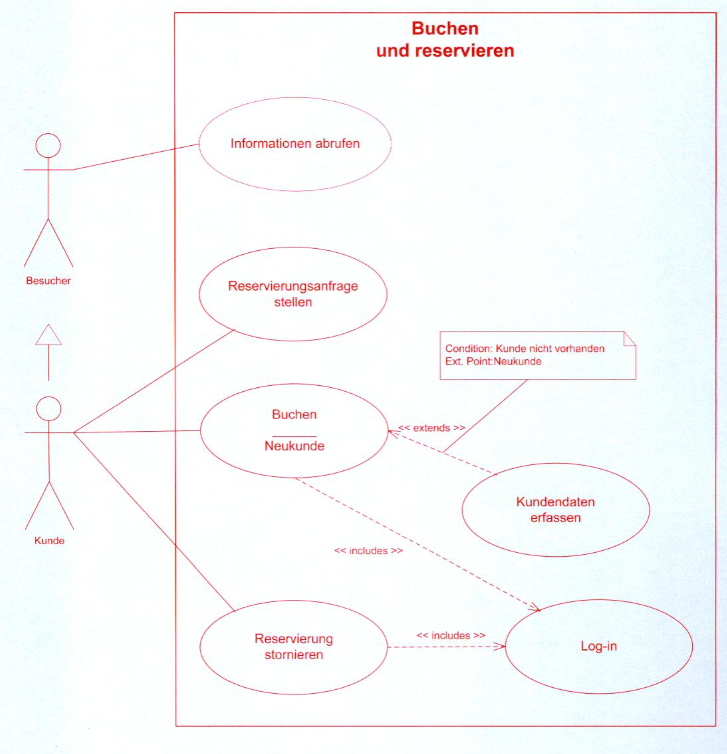 Buchen
und reservieren
Informationen abrufen
Besucher
Reservierungsanfrage
stellen
Condition: Kunde nicht vorhanden
Ext. Point:Neukunde
Buchen
Neukunde
<< extends >>
Kundendaten
erfassen
Kunde
<< includes >>
Reservierung
stornieren
<< includes >>
Log-in